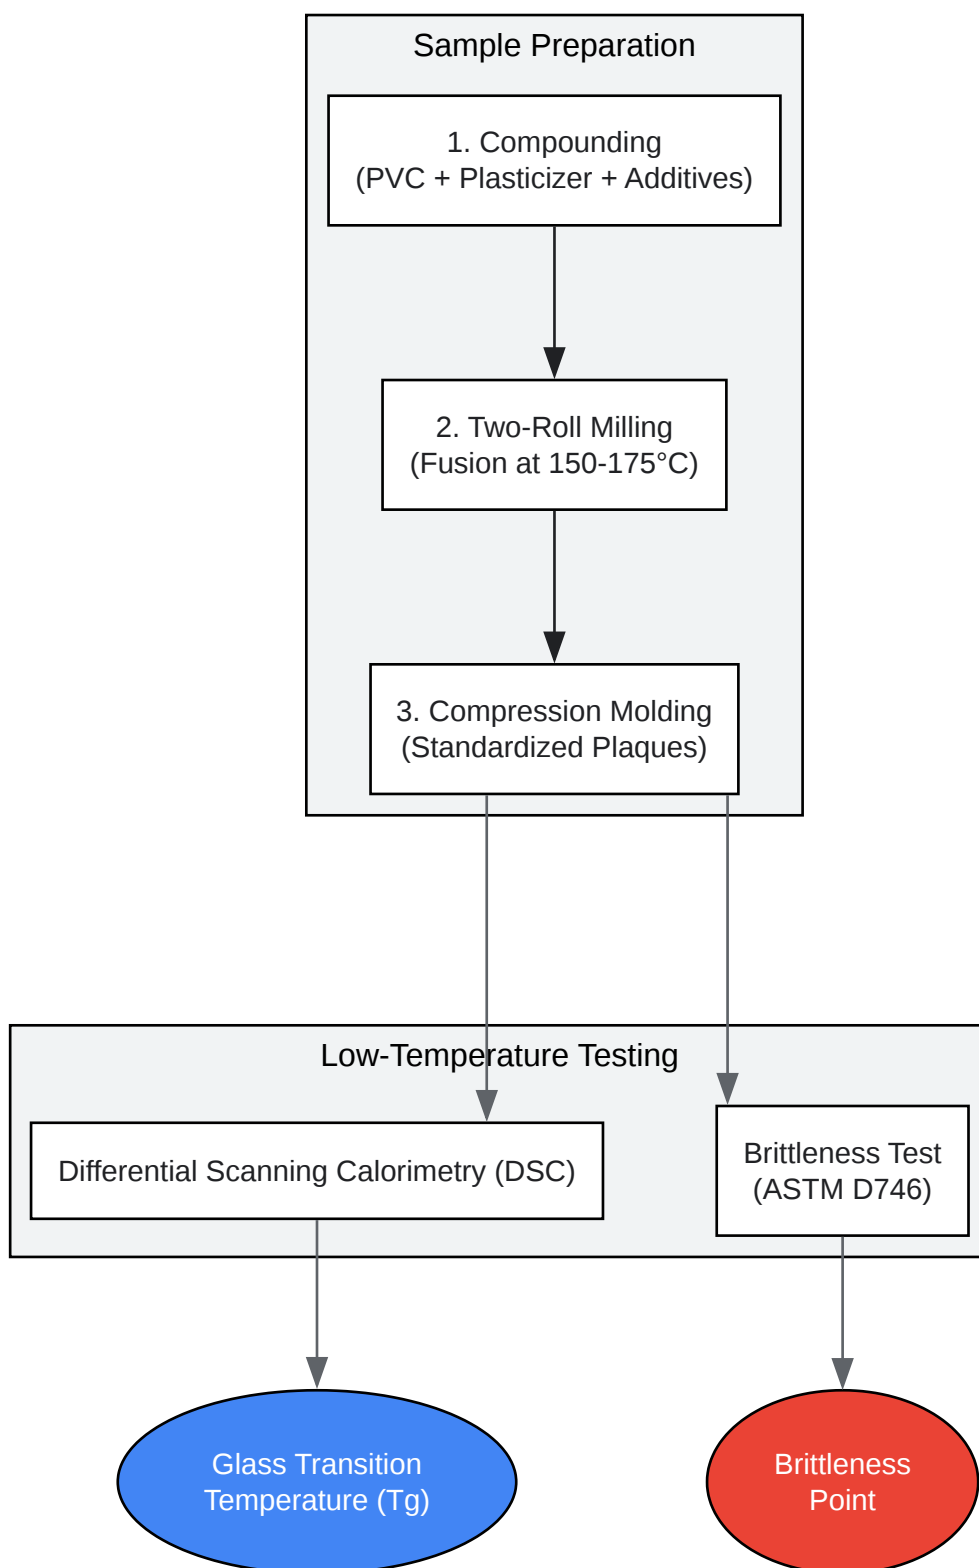 Sample Preparation
1. Compounding
(PVC + Plasticizer + Additives)
2. Two-Roll Milling
(Fusion at 150-175°C)
3. Compression Molding
(Standardized Plaques)
Low-Temperature Testing
Differential Scanning Calorimetry (DSC)
Brittleness Test
(ASTM D746)
Glass Transition
Temperature (Tg)
Brittleness
Point